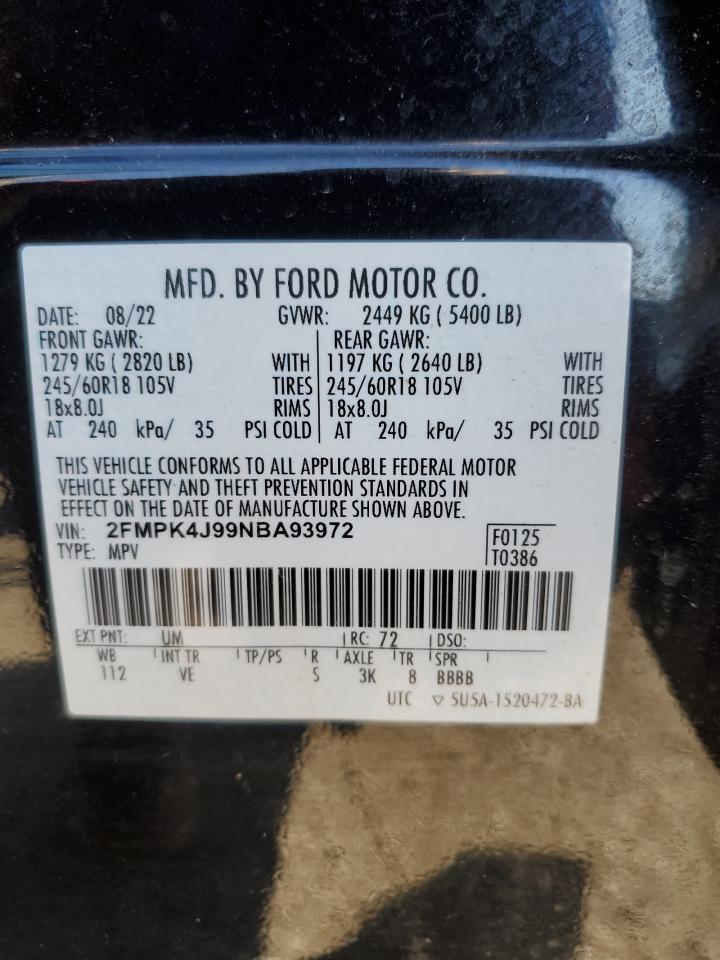 MFD. BY FORD MOTOR CO.
DATE: 08/22 GVWR: 2449 KG ( 5400 LB)
FRONT GAWR: REAR GAWR:
1279 KG ( 2820 LB) WITH 1197 KG ( 2640 LB) WITH
245/60R18 105V TIRES 245/60R18 105V TIRES
18x8.0J RIMS 18x8.0J RIMS
AT 240 kPa/ 35 PSI COLD AT 240 kPa/ 35 PSI COLD
THIS VEHICLE CONFORMS TO ALL APPLICABLE FEDERAL MOTOR
VEHICLE SAFETY AND THEFT PREVENTION STANDARDS IN
EFFECT ON THE DATE OF MANUFACTURE SHOWN ABOVE.
VIN: 2FMPK4J99NBA93972 F0125
TYPE: MPV T0386
EXT PNT: UM RC: 72 DSO:
WB INT TR TP/PS R AXLE TR SPR
112 VE S 3K 8 BBBB
UTC ▽ 5U5A-1520472-BA